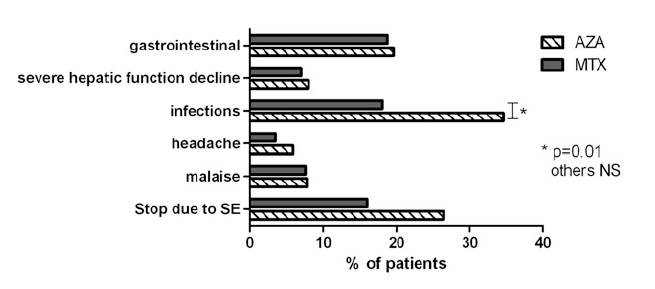 gastrointestinal
severe hepatic function decline
infections
headache
malaise
Stop due to SE
0 10 20 30 40
% of patients
AZA
MTX
*
* p=0.01
others NS